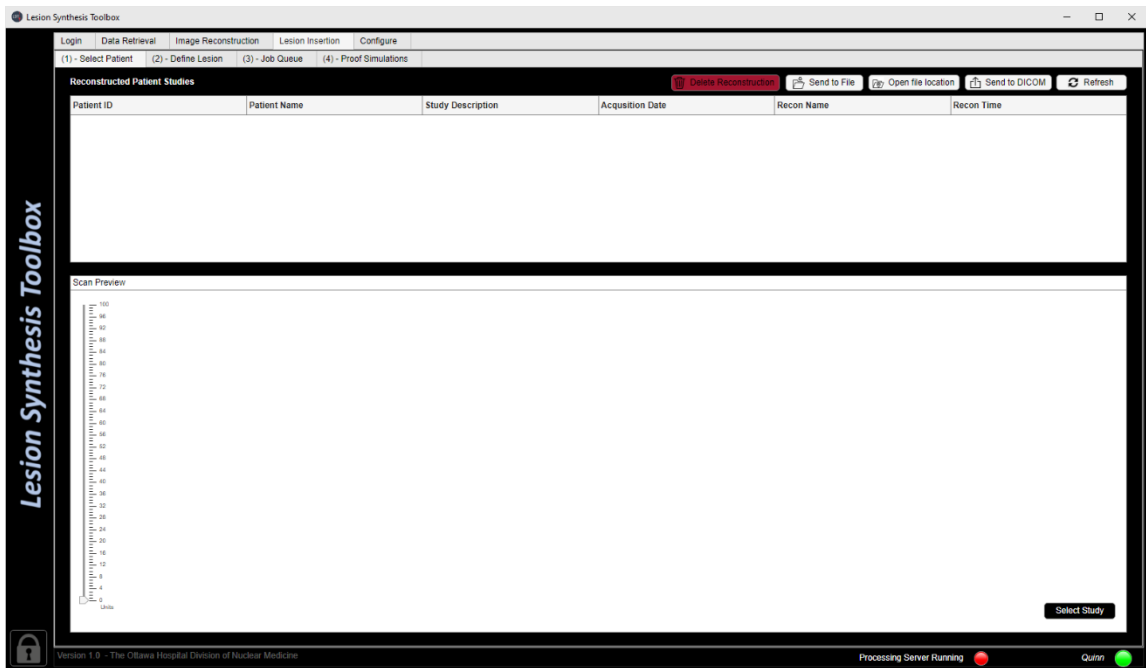 Lesion Synthesis Toolbox
Login Data Retrieval Image Reconstruction Lesion Insertion Configure
(1) - Select Patient (2) - Define Lesion (3) - Job Queue (4) - Proof Simulations
Reconstructed Patient Studies Delete Reconstruction Send to File Open file location Send to DICOM Refresh
Patient ID Patient Name Study Description Acqusition Date Recon Name Recon Time
Lesion Synthesis Toolbox
Scan Preview
100
96
92
88
84
80
76
72
68
64
60
56
52
48
44
40
36
32
28
24
20
16
12
8
4
0
Units
Select Study
Version 1.0 - The Ottawa Hospital Division of Nuclear Medicine Processing Server Running Quinn